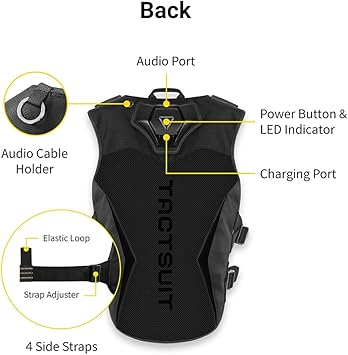 Back
Audio Port
Power Button &
LED Indicator
Audio Cable
Holder
Charging Port
TACTSUIT
Elastic Loop
Strap Adjuster
4 Side Straps